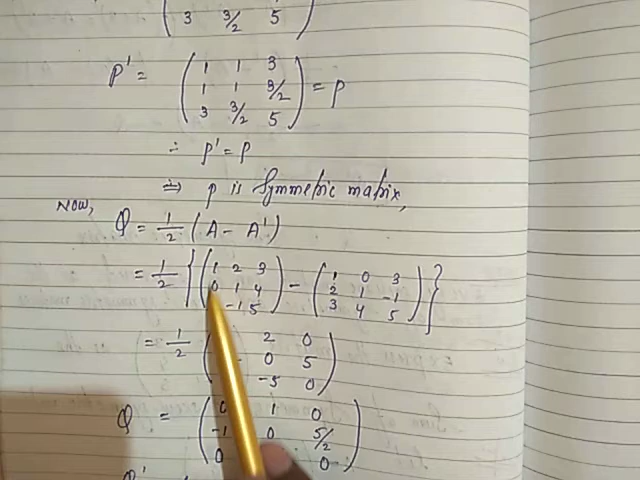 3 3/2 5
P' = ( 1 1 3
1 1 3/2 = P
3 3/2 5 )
∴ P' = P
⇒ P is Symmetric matrix,
Now,
Q = 1/2 (A - A')
= 1/2 { ( 1 2 3 ) - ( 1 0 3 ) }
0 1 4 2 1 -1
-1 5 3 4 5
= 1/2 ( 2 0
0 5
-5 0 )
Q = ( 0 1 0
-1 0 5/2
0 0 )
Q'